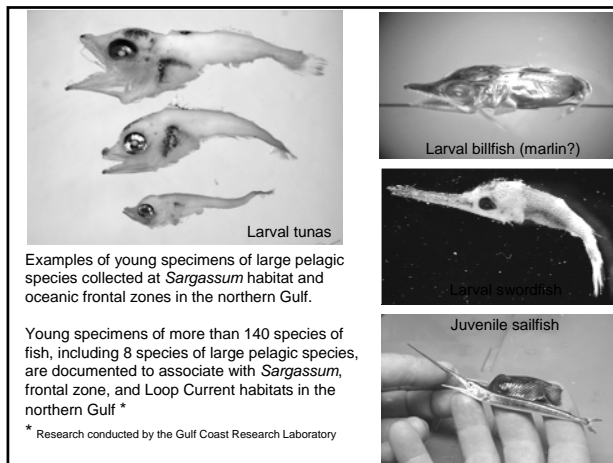 Larval tunas
Examples of young specimens of large pelagic
species collected at Sargassum habitat and
oceanic frontal zones in the northern Gulf.
Young specimens of more than 140 species of
fish, including 8 species of large pelagic species,
are documented to associate with Sargassum,
frontal zone, and Loop Current habitats in the
northern Gulf *
* Research conducted by the Gulf Coast Research Laboratory
Larval billfish (marlin?)
Larval swordfish
Juvenile sailfish